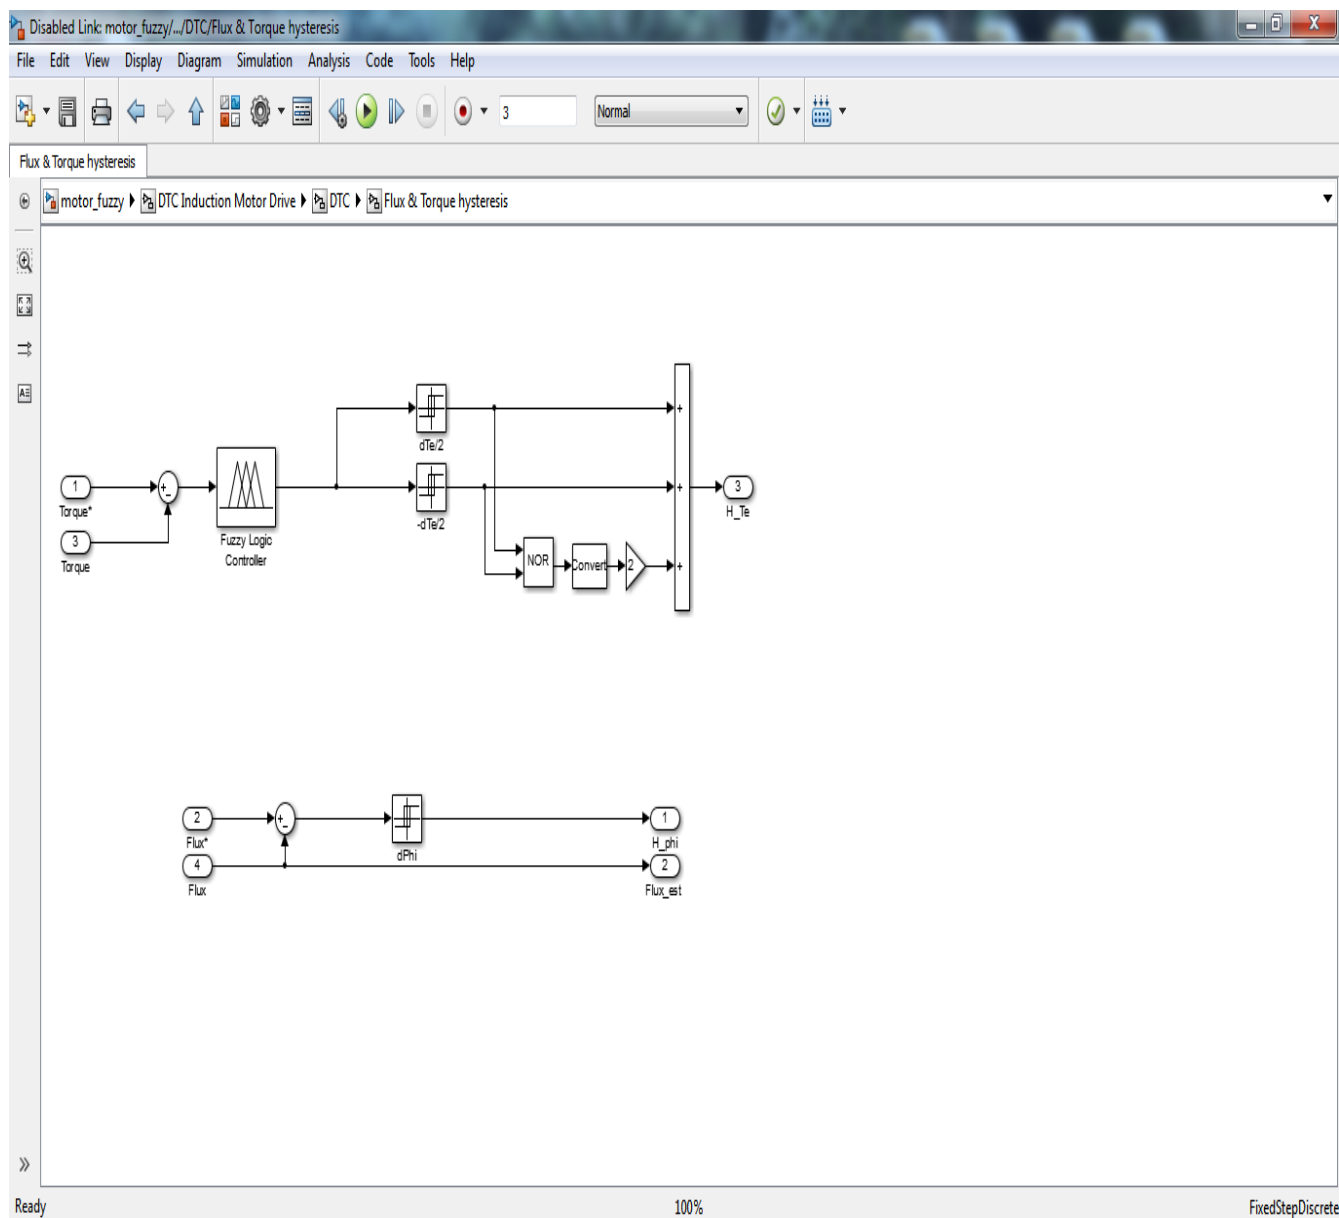 Disabled Link: motor_fuzzy/.../DTC/Flux & Torque hysteresis
File Edit View Display Diagram Simulation Analysis Code Tools Help
3 Normal
Flux & Torque hysteresis
motor_fuzzy DTC Induction Motor Drive DTC Flux & Torque hysteresis
dTe/2
1
Torque*
3
Torque
Fuzzy Logic
Controller
-dTe/2
NOR
Convert
2
+
+
+
3
H_Te
2
Flux*
4
Flux
dPhi
1
H_phi
2
Flux_est
Ready 100% FixedStepDiscrete